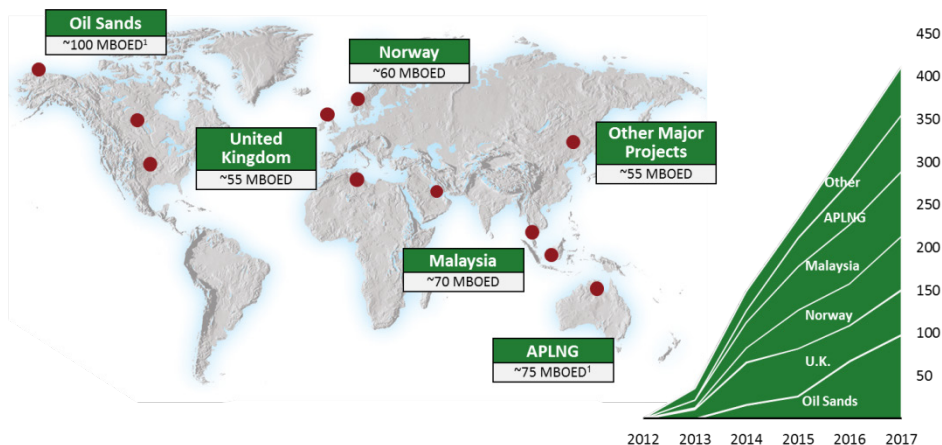 Oil Sands
~100 MBOED¹
Norway
~60 MBOED
United
Kingdom
~55 MBOED
Other Major
Projects
~55 MBOED
Malaysia
~70 MBOED
APLNG
~75 MBOED¹
450
400
350
300
250
200
150
100
50
Other
APLNG
Malaysia
Norway
U.K.
Oil Sands
2012 2013 2014 2015 2016 2017